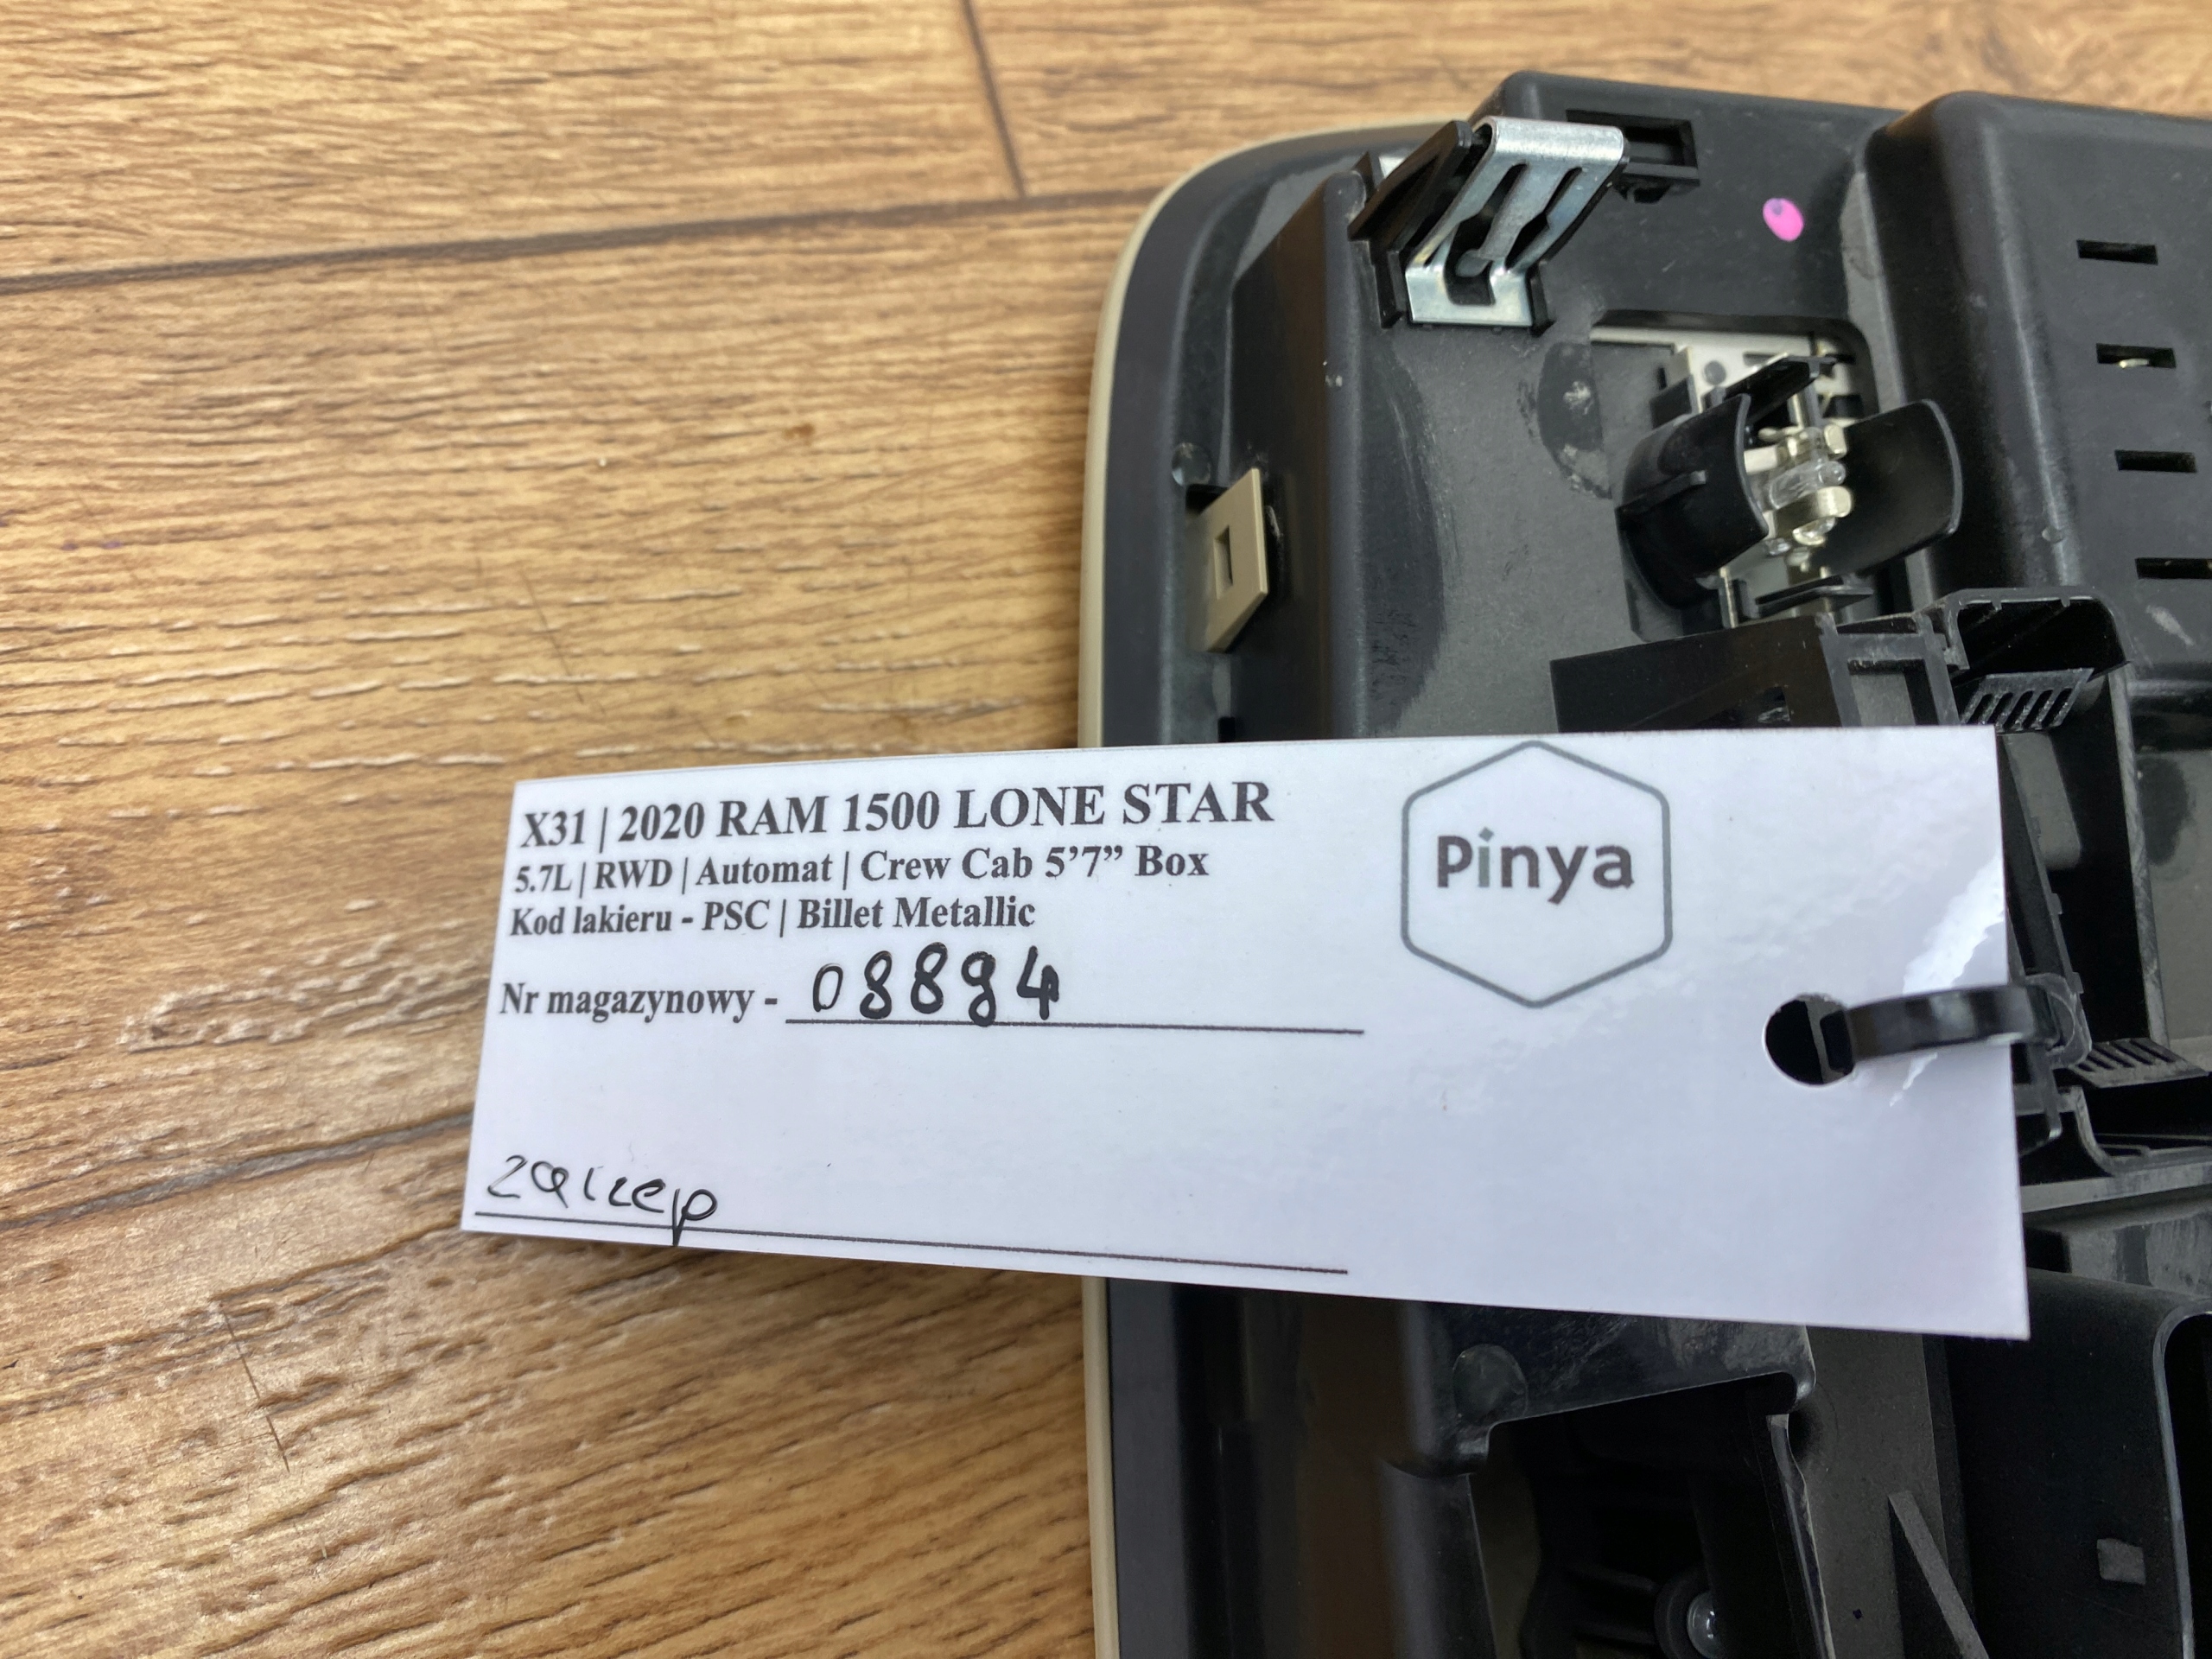 X31 | 2020 RAM 1500 LONE STAR
5.7L | RWD | Automat | Crew Cab 5’7” Box
Kod lakieru - PSC | Billet Metallic
Nr magazynowy - 08894
Pinya